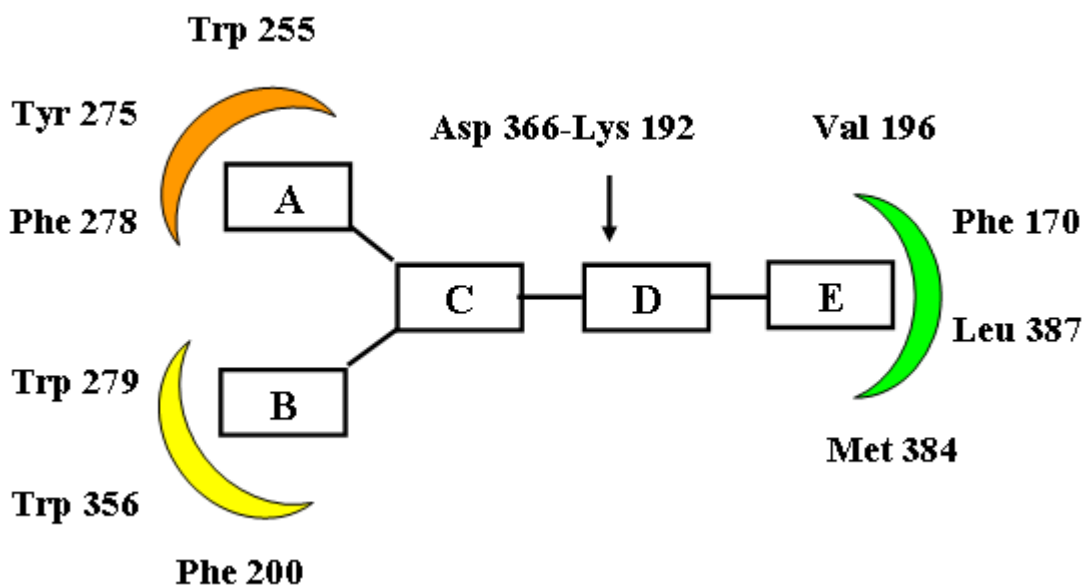 Trp 255
Tyr 275
Asp 366-Lys 192
Val 196
Phe 278
A
Phe 170
C
D
E
Leu 387
Trp 279
B
Met 384
Trp 356
Phe 200